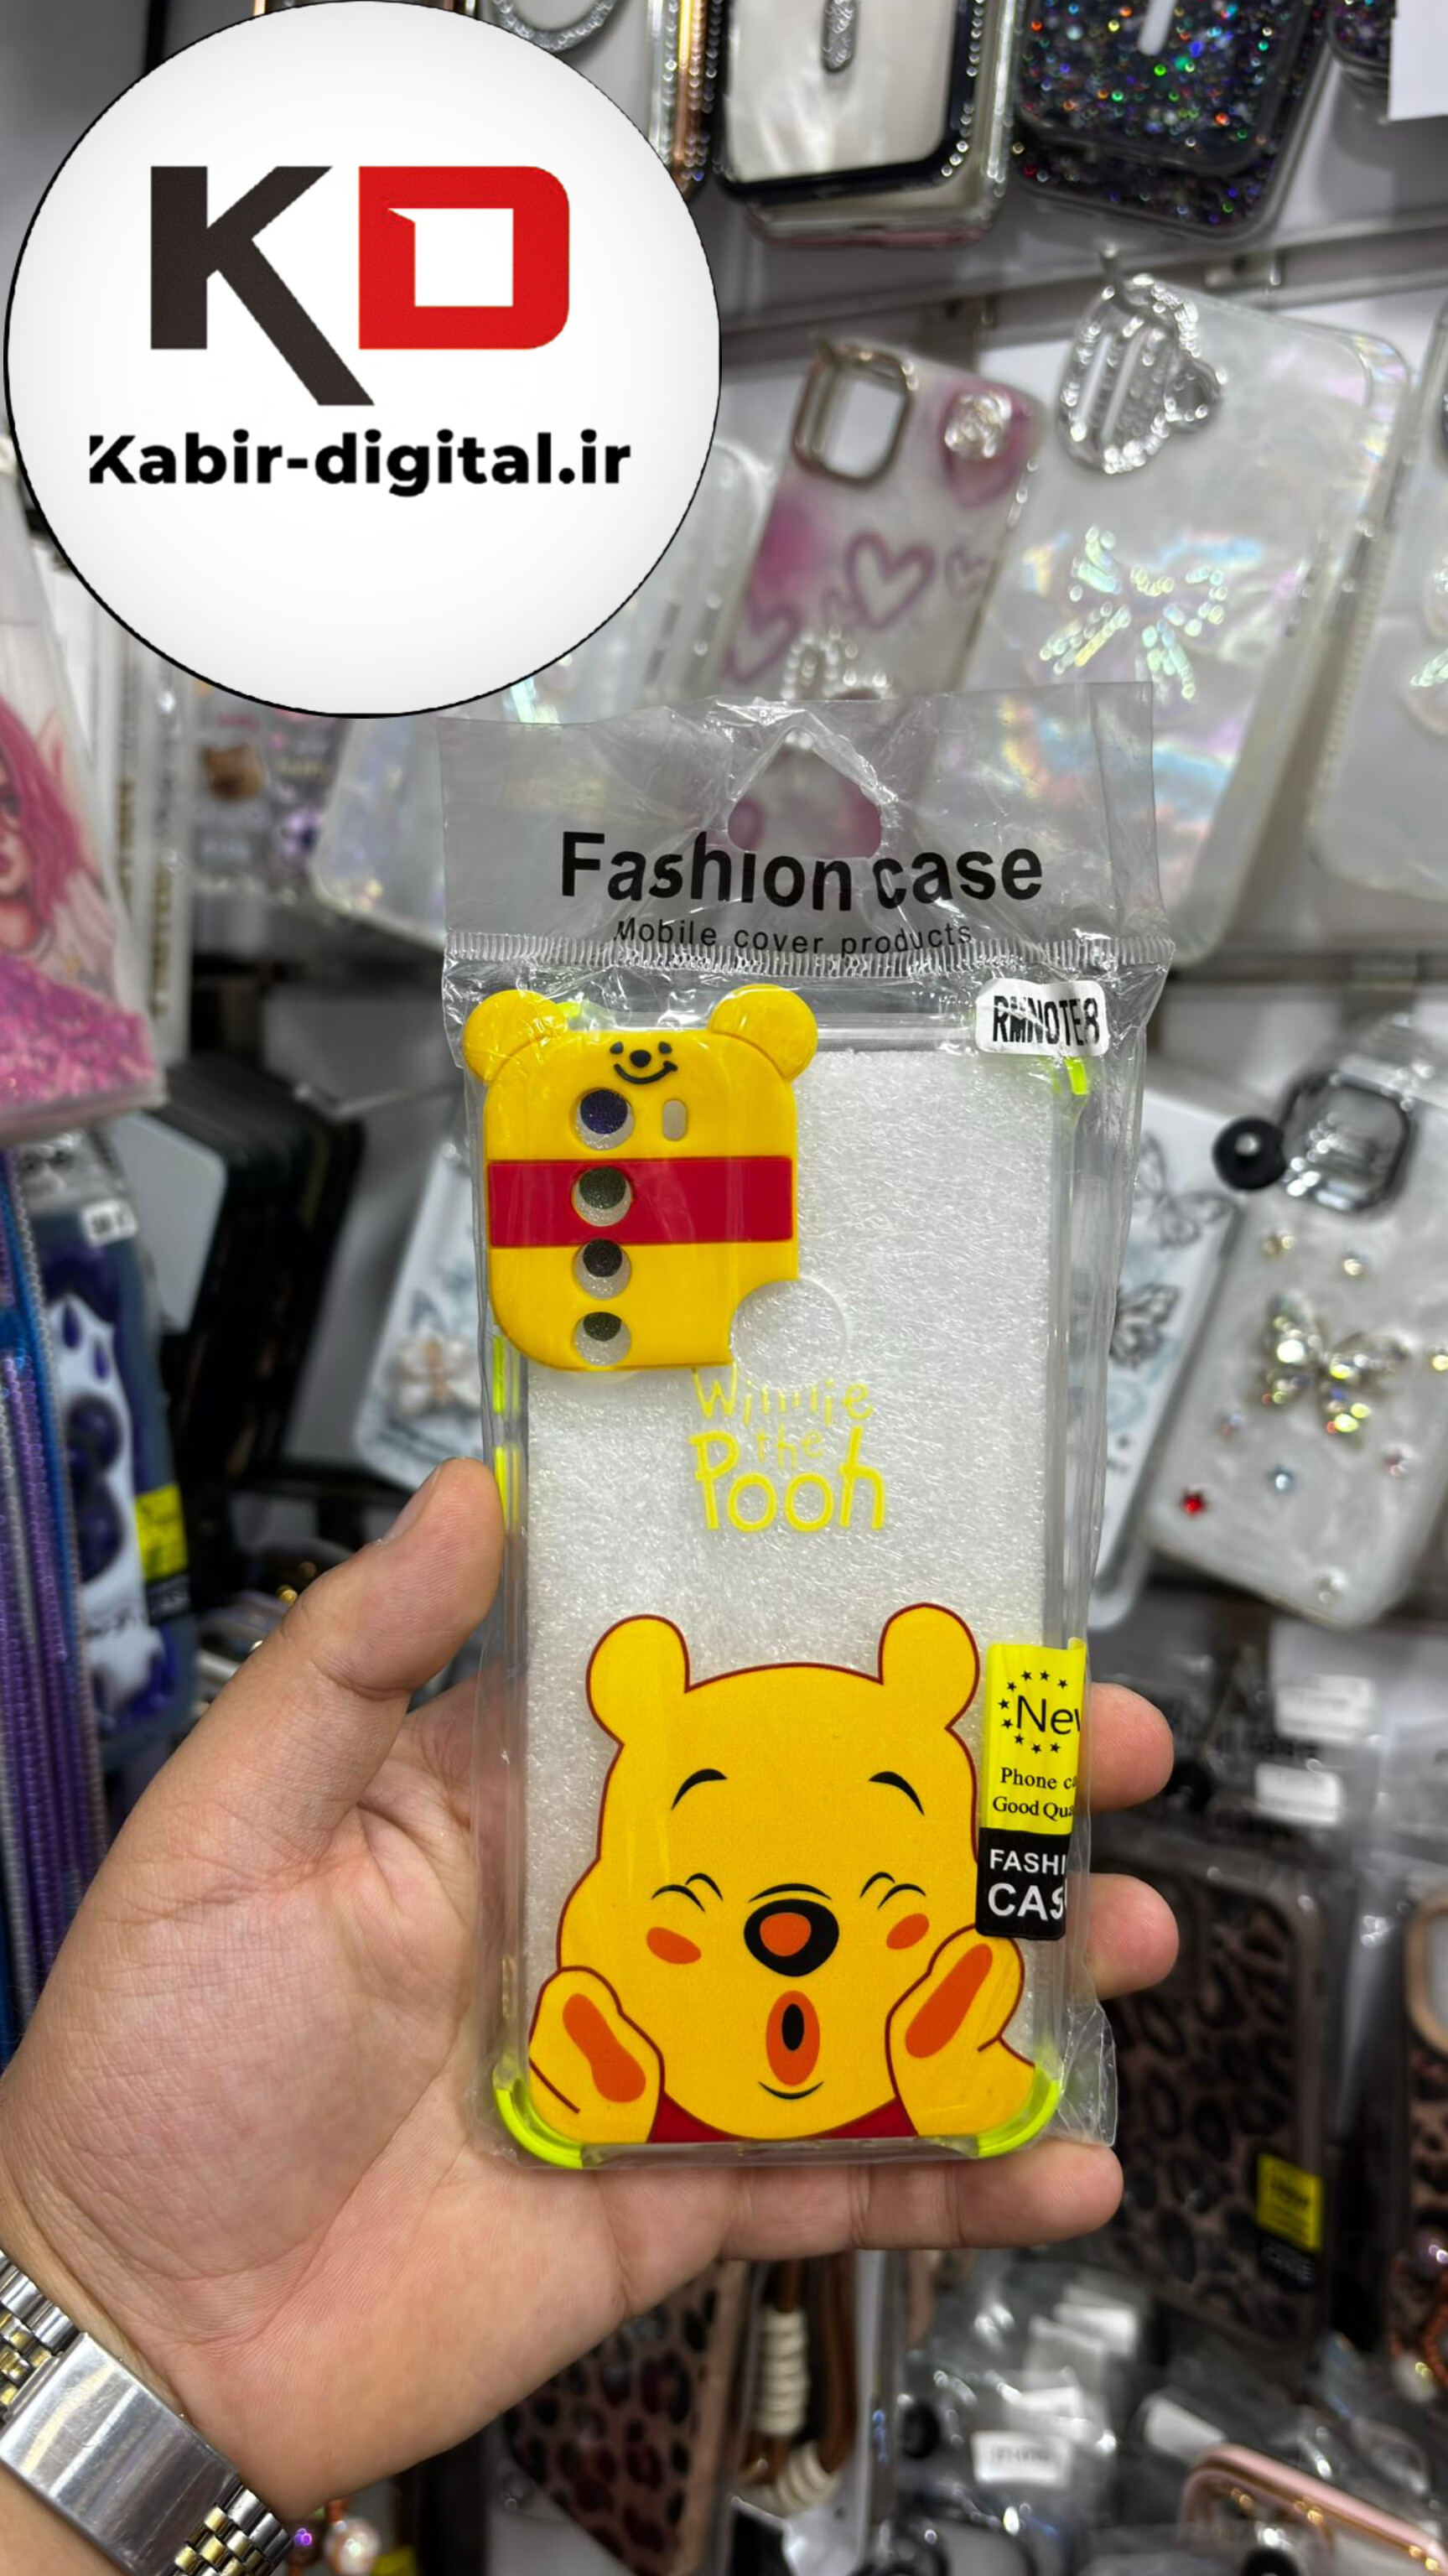 KD
Kabir-digital.ir
Fashion case
Mobile cover products
RMNOTE8
Winnie
the
Pooh
New
Phone ca
Good Qua
FASHI
CAS